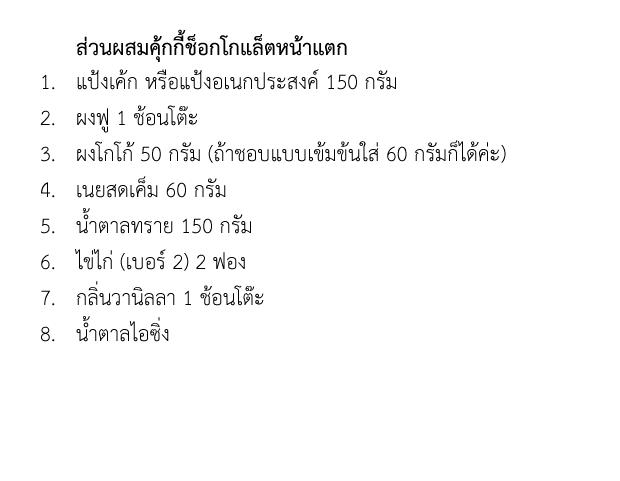 ส่วนผสมคุ้กกี้ช็อกโกแล็ตหน้าแตก
1. แป้งเค้ก หรือแป้งอเนกประสงค์ 150 กรัม
2. ผงฟู 1 ช้อนโต๊ะ
3. ผงโกโก้ 50 กรัม (ถ้าชอบแบบเข้มข้นใส่ 60 กรัมก็ได้ค่ะ)
4. เนยสดเค็ม 60 กรัม
5. น้ำตาลทราย 150 กรัม
6. ไข่ไก่ (เบอร์ 2) 2 ฟอง
7. กลิ่นวานิลลา 1 ช้อนโต๊ะ
8. น้ำตาลไอซิ่ง